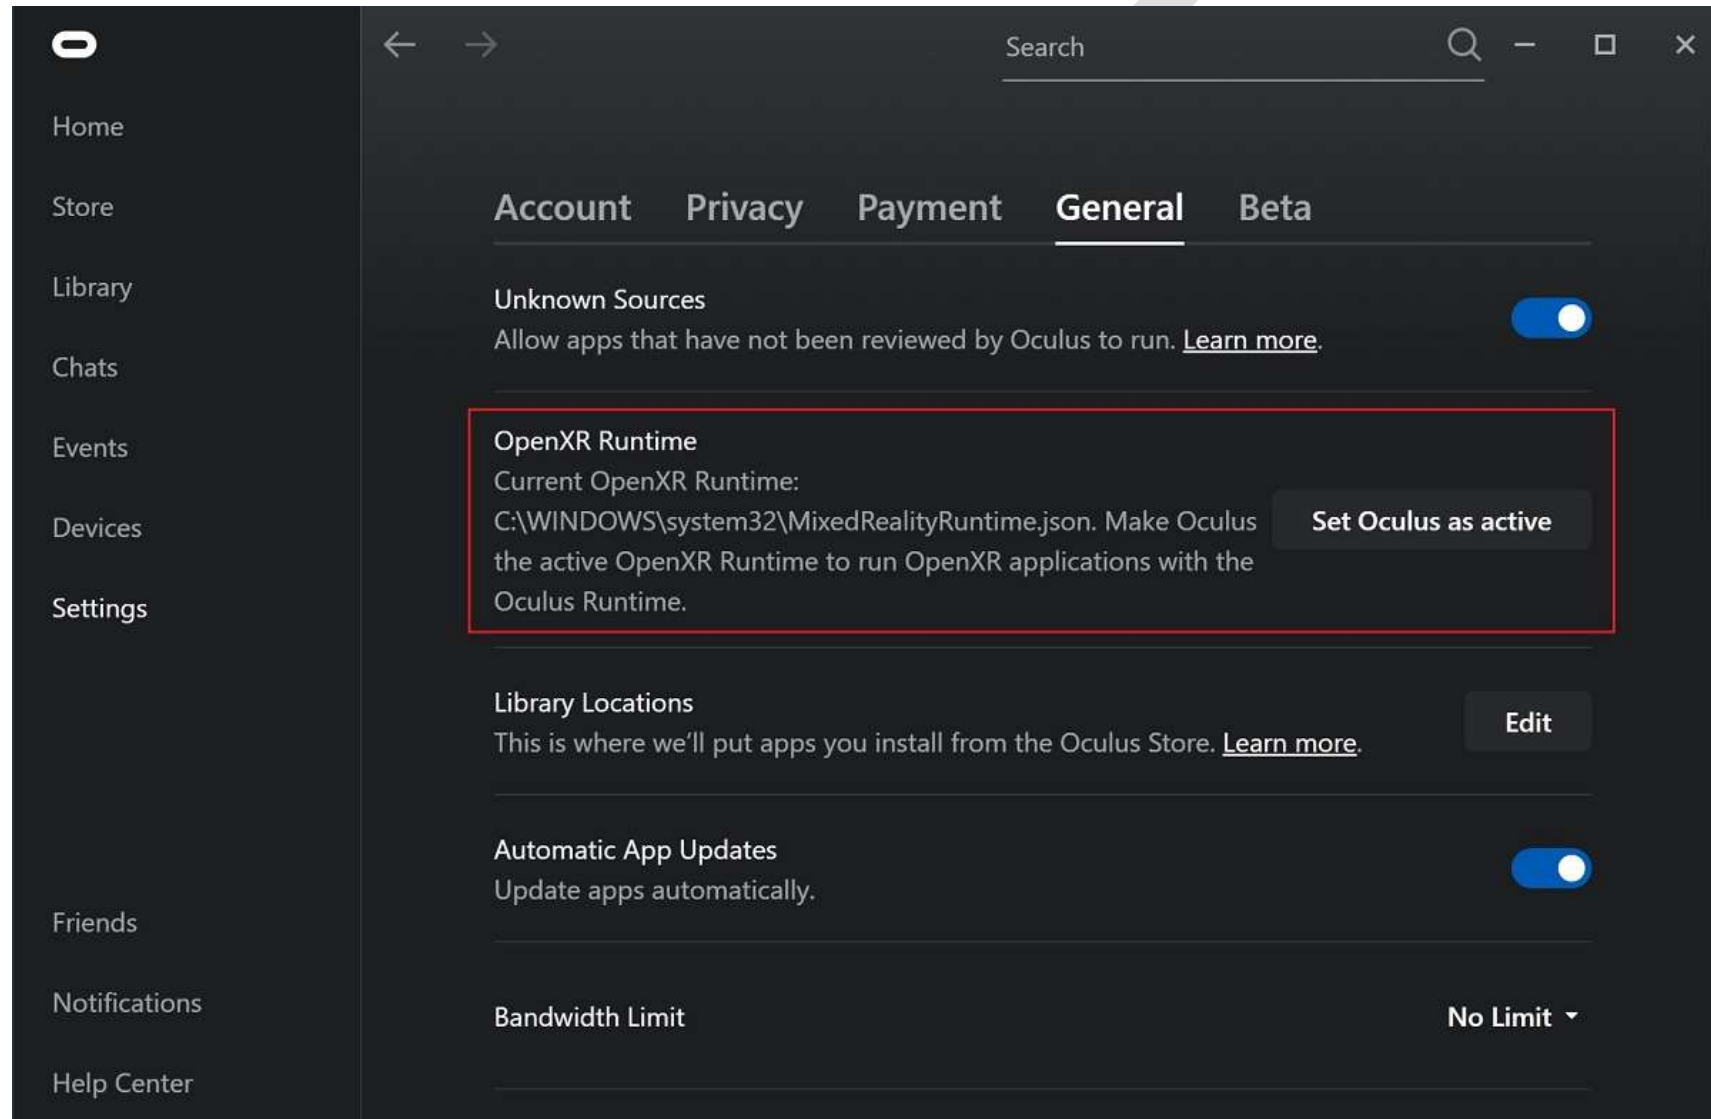 Search
Home
Store
Library
Chats
Events
Devices
Settings
Friends
Notifications
Help Center
Account Privacy Payment General Beta
Unknown Sources
Allow apps that have not been reviewed by Oculus to run. Learn more.
OpenXR Runtime
Current OpenXR Runtime:
C:\WINDOWS\system32\MixedRealityRuntime.json. Make Oculus
the active OpenXR Runtime to run OpenXR applications with the
Oculus Runtime.
Set Oculus as active
Library Locations
This is where we’ll put apps you install from the Oculus Store. Learn more.
Edit
Automatic App Updates
Update apps automatically.
Bandwidth Limit
No Limit